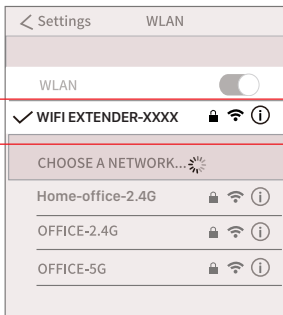 Settings WLAN
WLAN
WIFI EXTENDER-XXXX
CHOOSE A NETWORK...
Home-office-2.4G
OFFICE-2.4G
OFFICE-5G